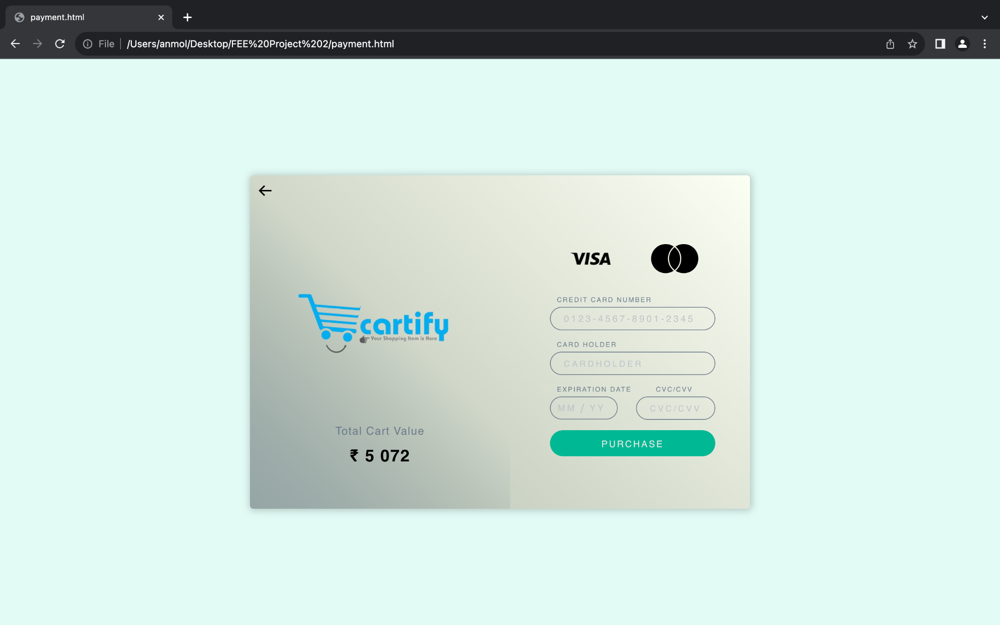 payment.html
File /Users/anmol/Desktop/FEE%20Project%202/payment.html
VISA
cartify
Your Shopping Item is Here
Total Cart Value
₹ 5 072
CREDIT CARD NUMBER
0123-4567-8901-2345
CARD HOLDER
CARDHOLDER
EXPIRATION DATE CVC/CVV
MM / YY CVC/CVV
PURCHASE